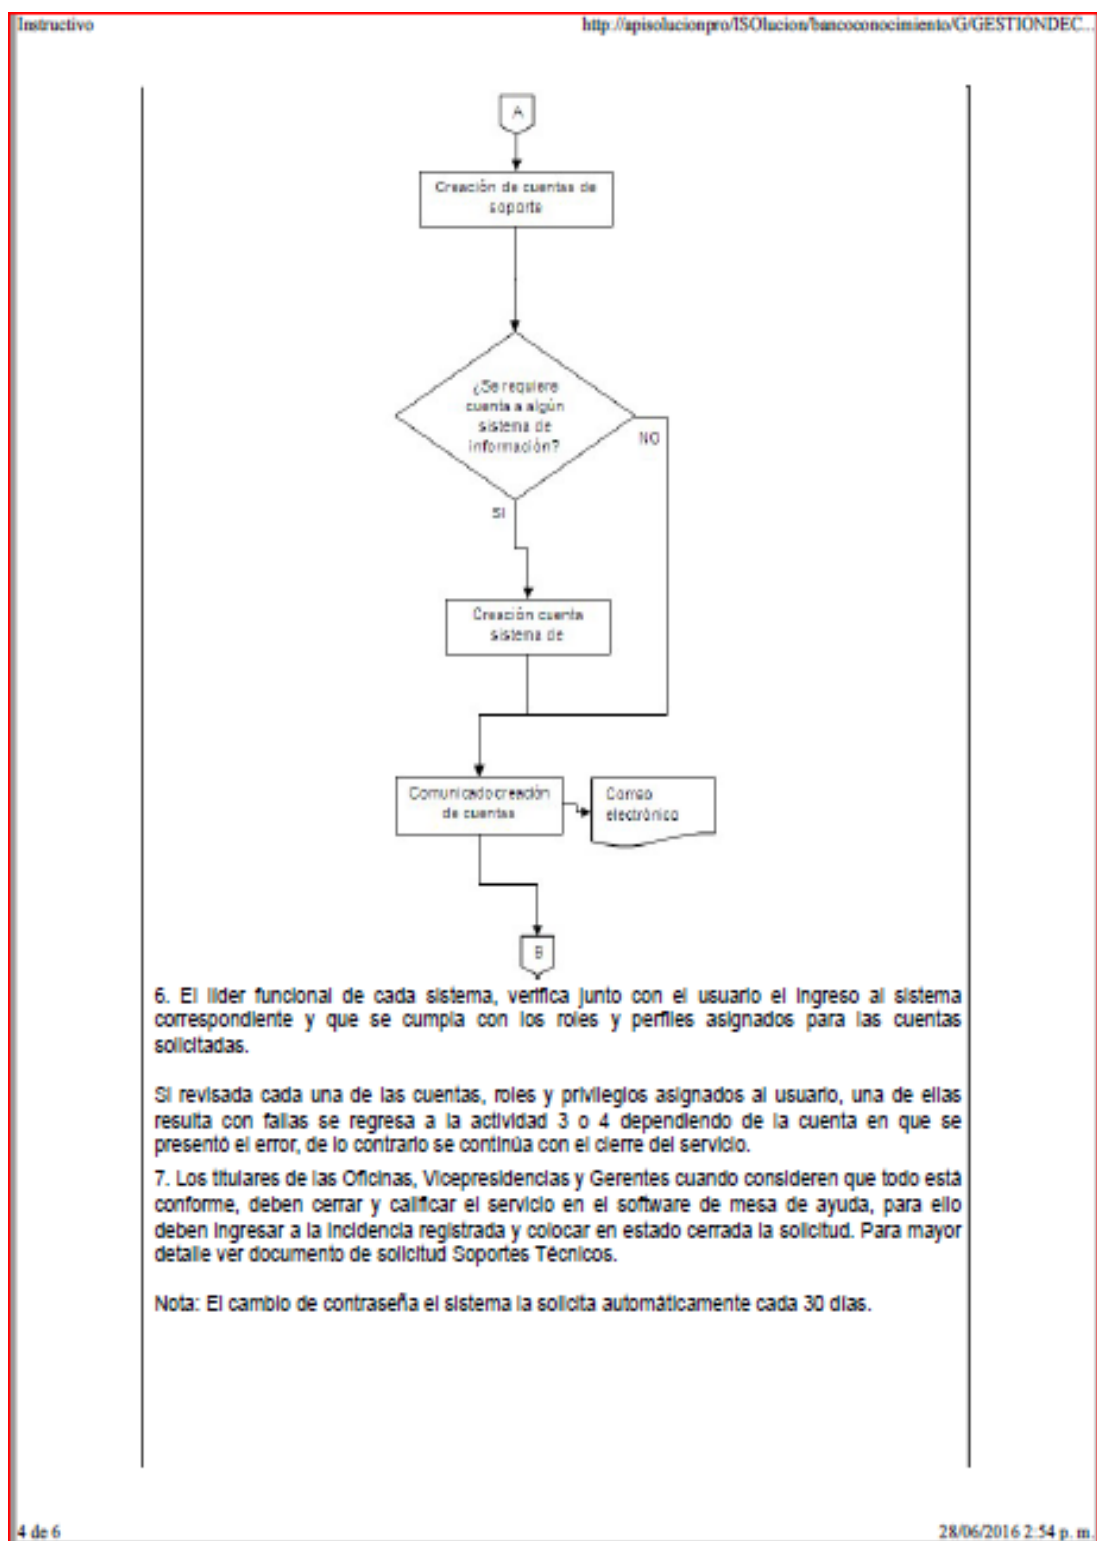 Instructivo
http://apisolucionpro/ISOlucion/bancoconocimiento/G/GESTIONDEC...
A
Creación de cuentas de
soporte
¿Se requiere
cuenta a algún
sistema de
información?
NO
SI
Creación cuenta
sistema de
Comunicado creación
de cuentas
Correo
electrónico
B
6. El líder funcional de cada sistema, verifica junto con el usuario el ingreso al sistema
correspondiente y que se cumpla con los roles y perfiles asignados para las cuentas
solicitadas.
Si revisada cada una de las cuentas, roles y privilegios asignados al usuario, una de ellas
resulta con fallas se regresa a la actividad 3 o 4 dependiendo de la cuenta en que se
presentó el error, de lo contrario se continúa con el cierre del servicio.
7. Los titulares de las Oficinas, Vicepresidencias y Gerentes cuando consideren que todo está
conforme, deben cerrar y calificar el servicio en el software de mesa de ayuda, para ello
deben ingresar a la incidencia registrada y colocar en estado cerrada la solicitud. Para mayor
detalle ver documento de solicitud Soportes Técnicos.
Nota: El cambio de contraseña el sistema la solicita automáticamente cada 30 días.
4 de 6
28/06/2016 2:54 p. m.